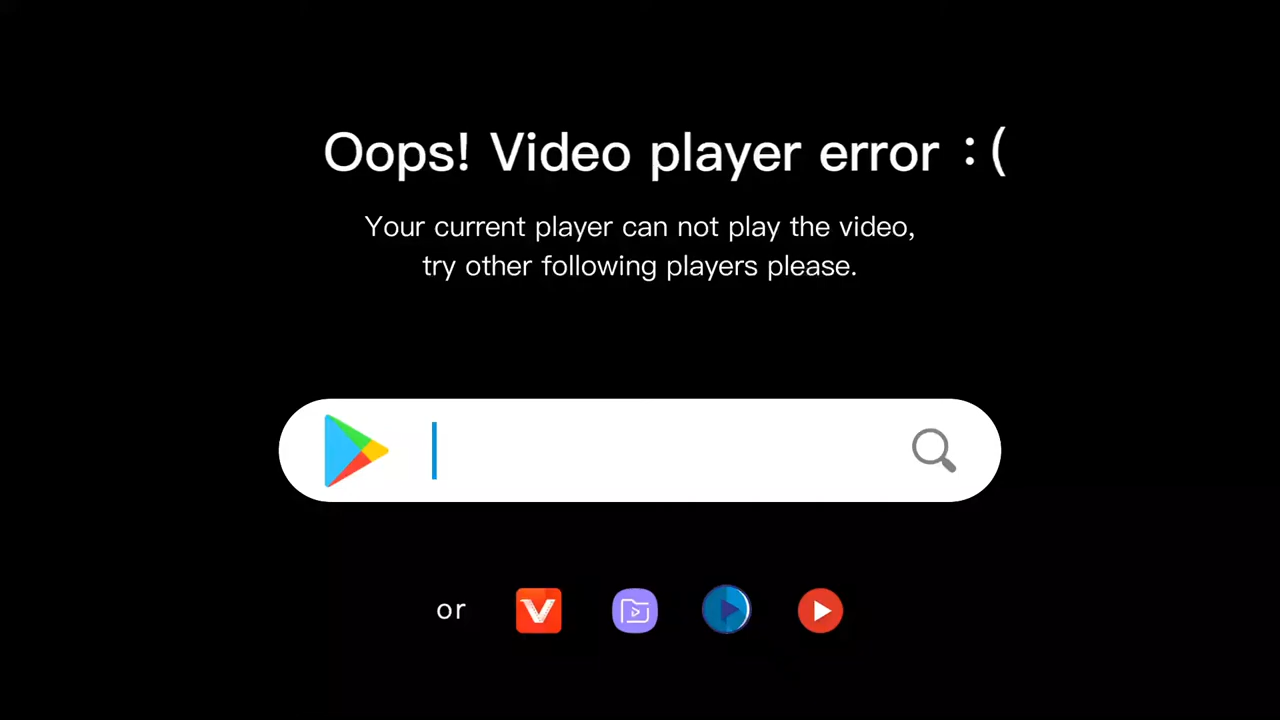 Oops! Video player error :(
Your current player can not play the video,
try other following players please.
or